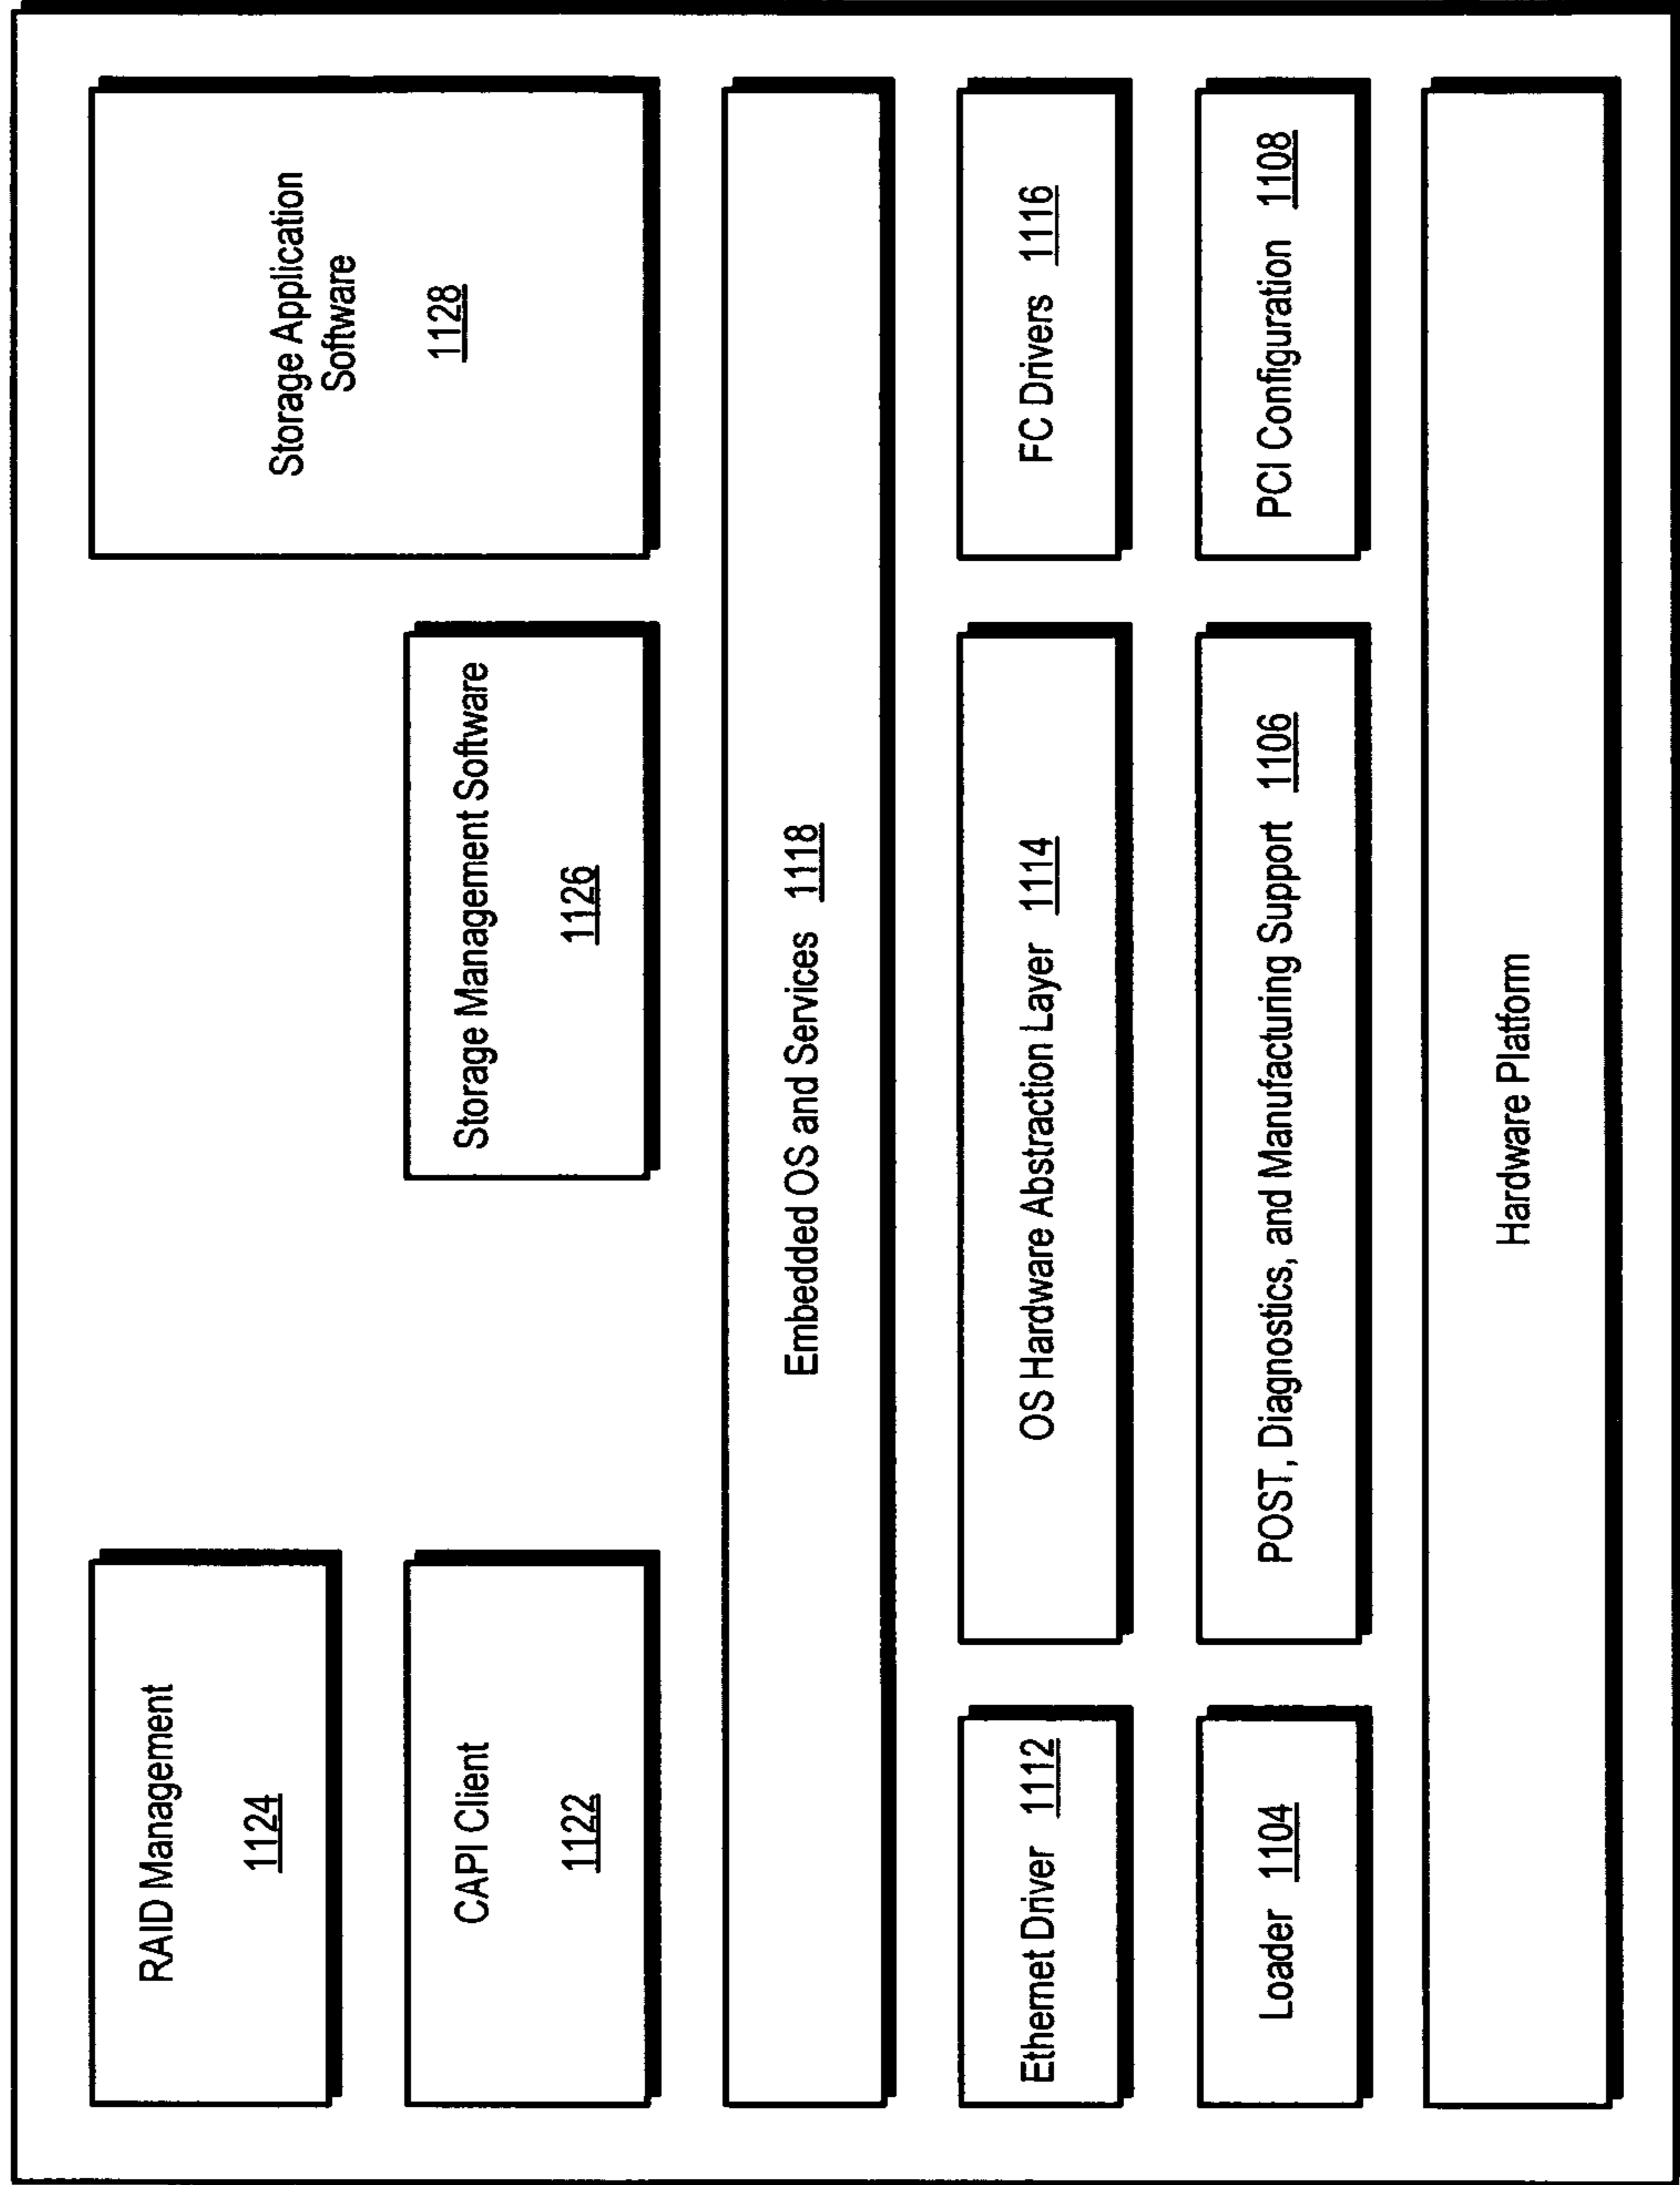 RAID Management
1124
Storage Application
Software
1128
CAPI Client
1122
Storage Management Software
1126
Embedded OS and Services 1118
Ethernet Driver 1112
OS Hardware Abstraction Layer 1114
FC Drivers 1116
Loader 1104
POST, Diagnostics, and Manufacturing Support 1106
PCI Configuration 1108
Hardware Platform